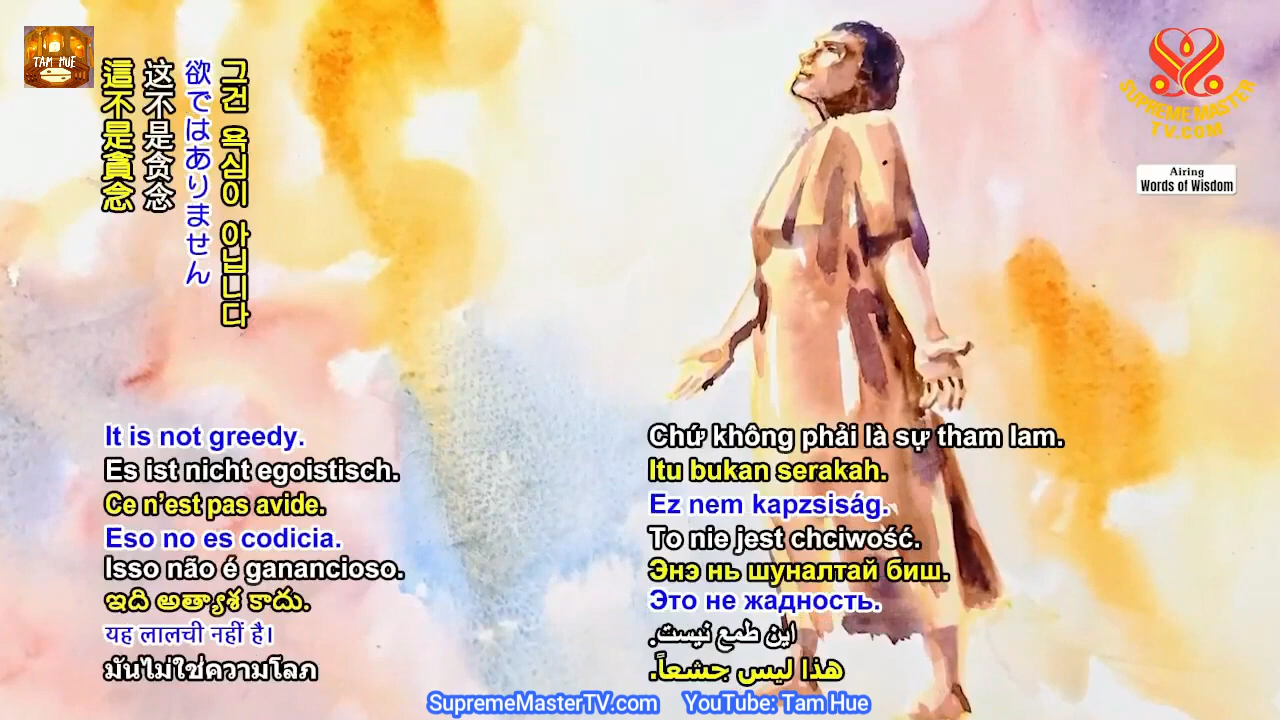 TAM HUE
這不是貪念
这不是贪念
欲ではありません
그건 욕심이 아닙니다
SUPREME MASTER
TV.COM
Airing
Words of Wisdom
It is not greedy.
Es ist nicht egoistisch.
Ce n’est pas avide.
Eso no es codicia.
Isso não é ganancioso.
ఇది అత్యాశ కాదు.
यह लालची नहीं है।
มันไม่ใช่ความโลภ
Chứ không phải là sự tham lam.
Itu bukan serakah.
Ez nem kapzsiság.
To nie jest chciwość.
Энэ нь шуналтай биш.
Это не жадность.
این طمع نیست.
هذا ليس جشعاً.
SupremeMasterTV.com YouTube: Tam Hue